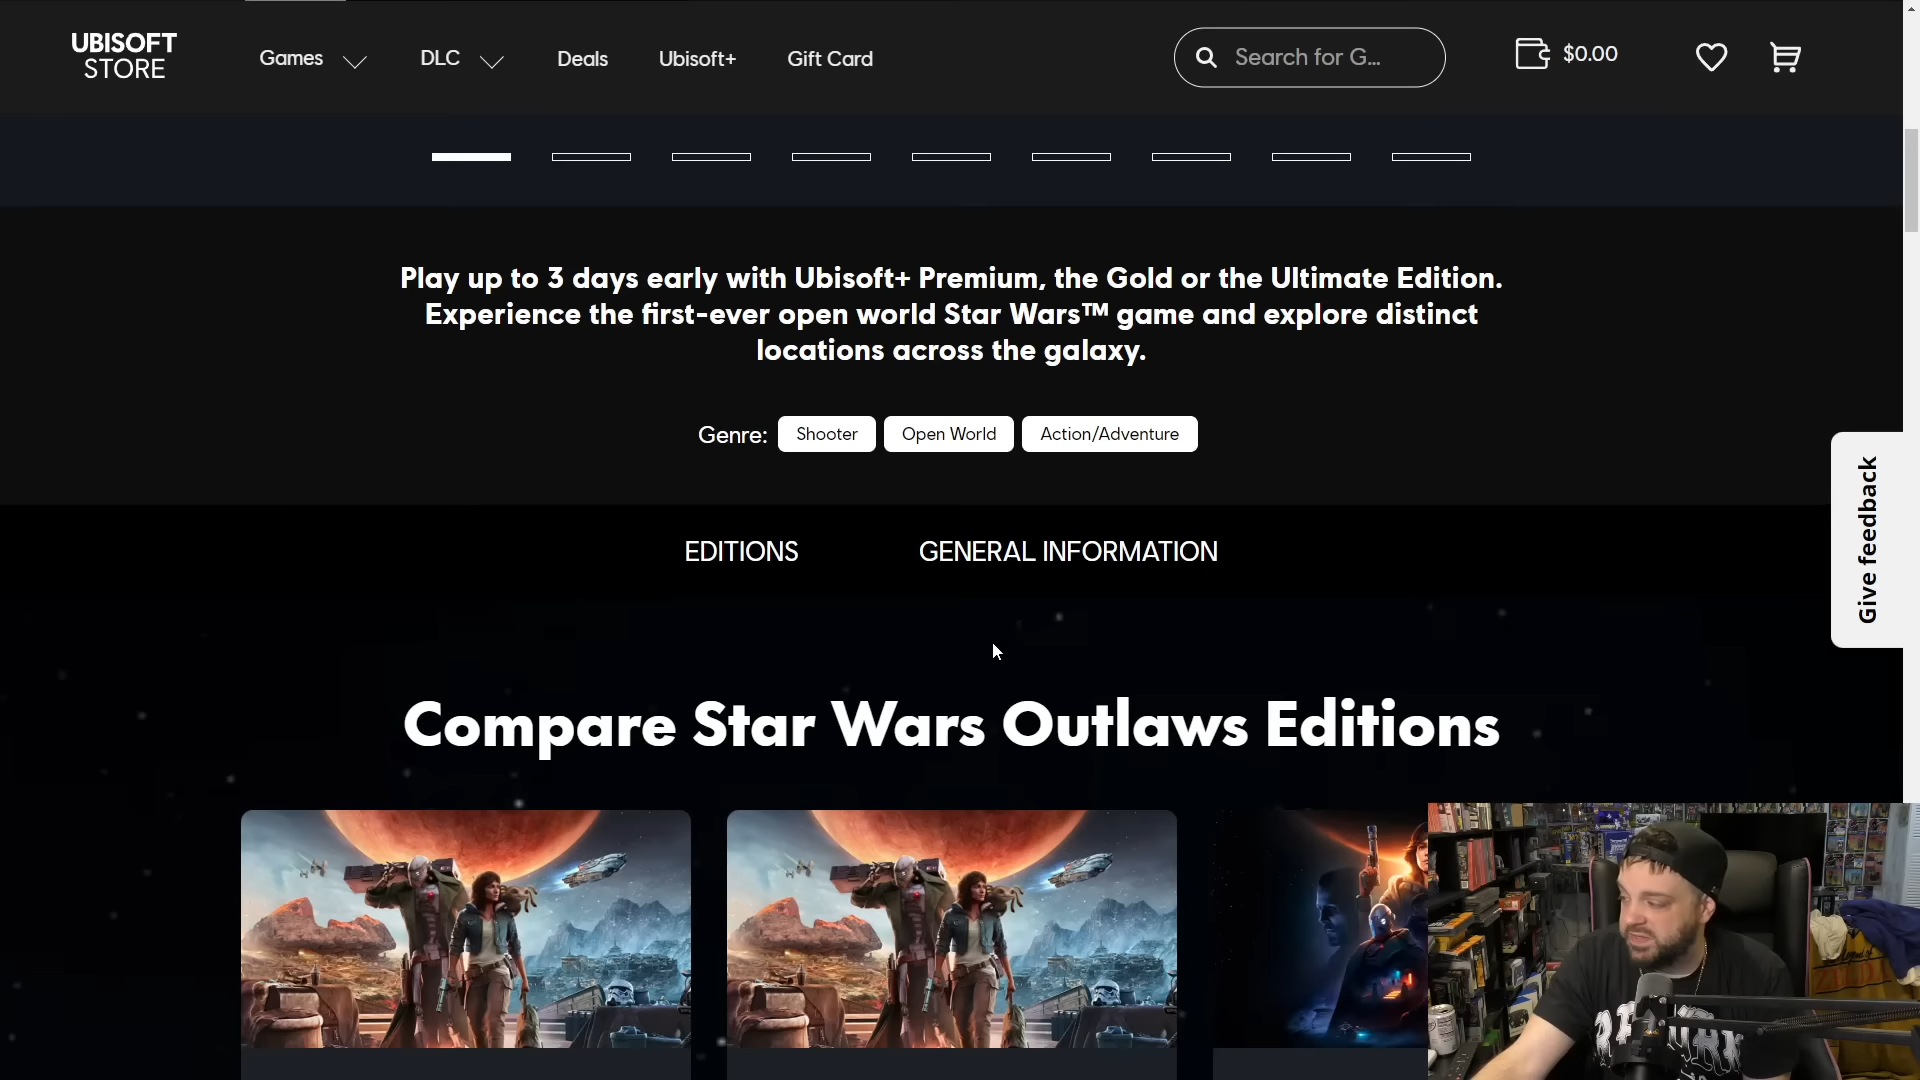 UBISOFT
STORE
Games
DLC
Deals
Ubisoft+
Gift Card
Search for G...
$0.00
Play up to 3 days early with Ubisoft+ Premium, the Gold or the Ultimate Edition.
Experience the first-ever open world Star Wars™ game and explore distinct
locations across the galaxy.
Genre:
Shooter
Open World
Action/Adventure
Give feedback
EDITIONS
GENERAL INFORMATION
Compare Star Wars Outlaws Editions